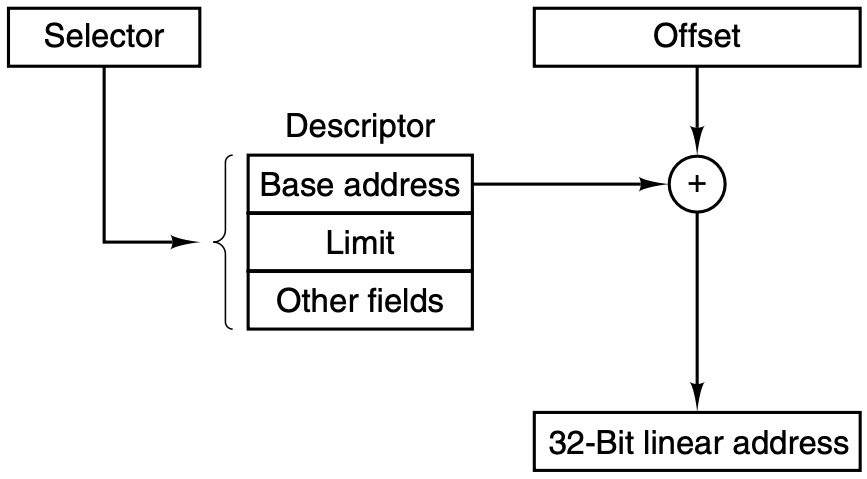 Selector
Offset
Descriptor
Base address
+
Limit
Other fields
32-Bit linear address